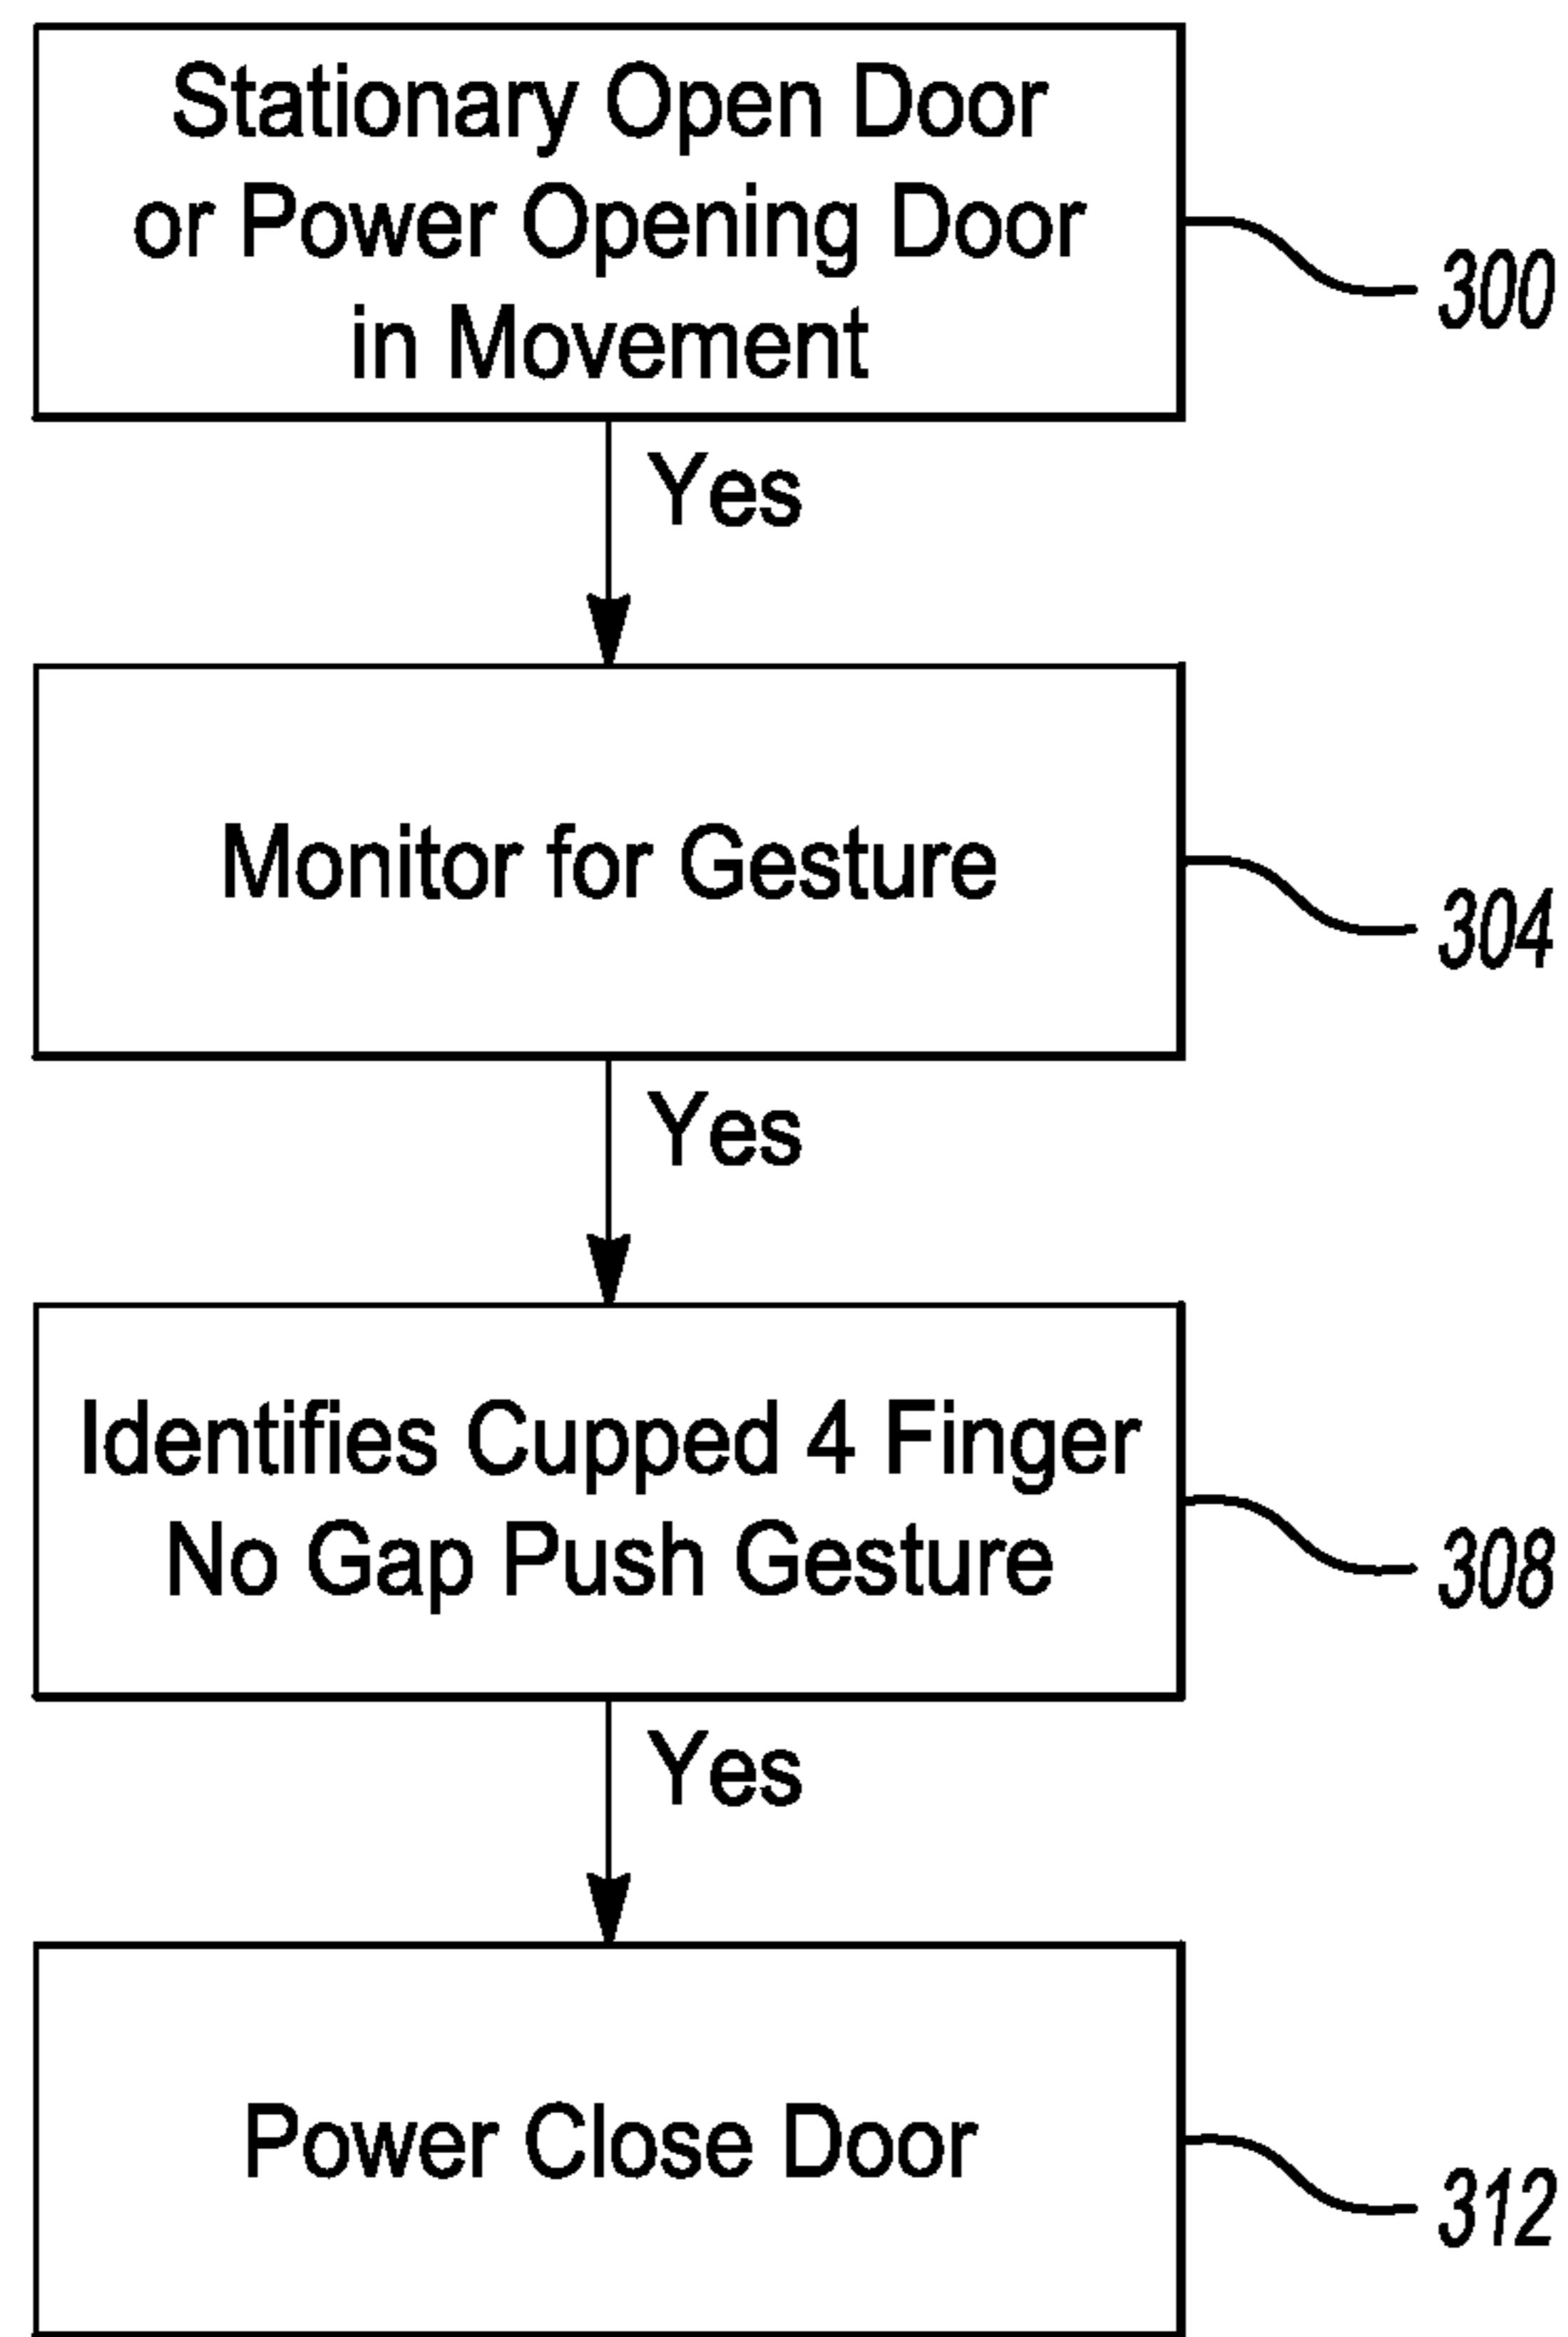 Stationary Open Door
or Power Opening Door
in Movement
300
Yes
Monitor for Gesture
304
Yes
Identifies Cupped 4 Finger
No Gap Push Gesture
308
Yes
Power Close Door
312